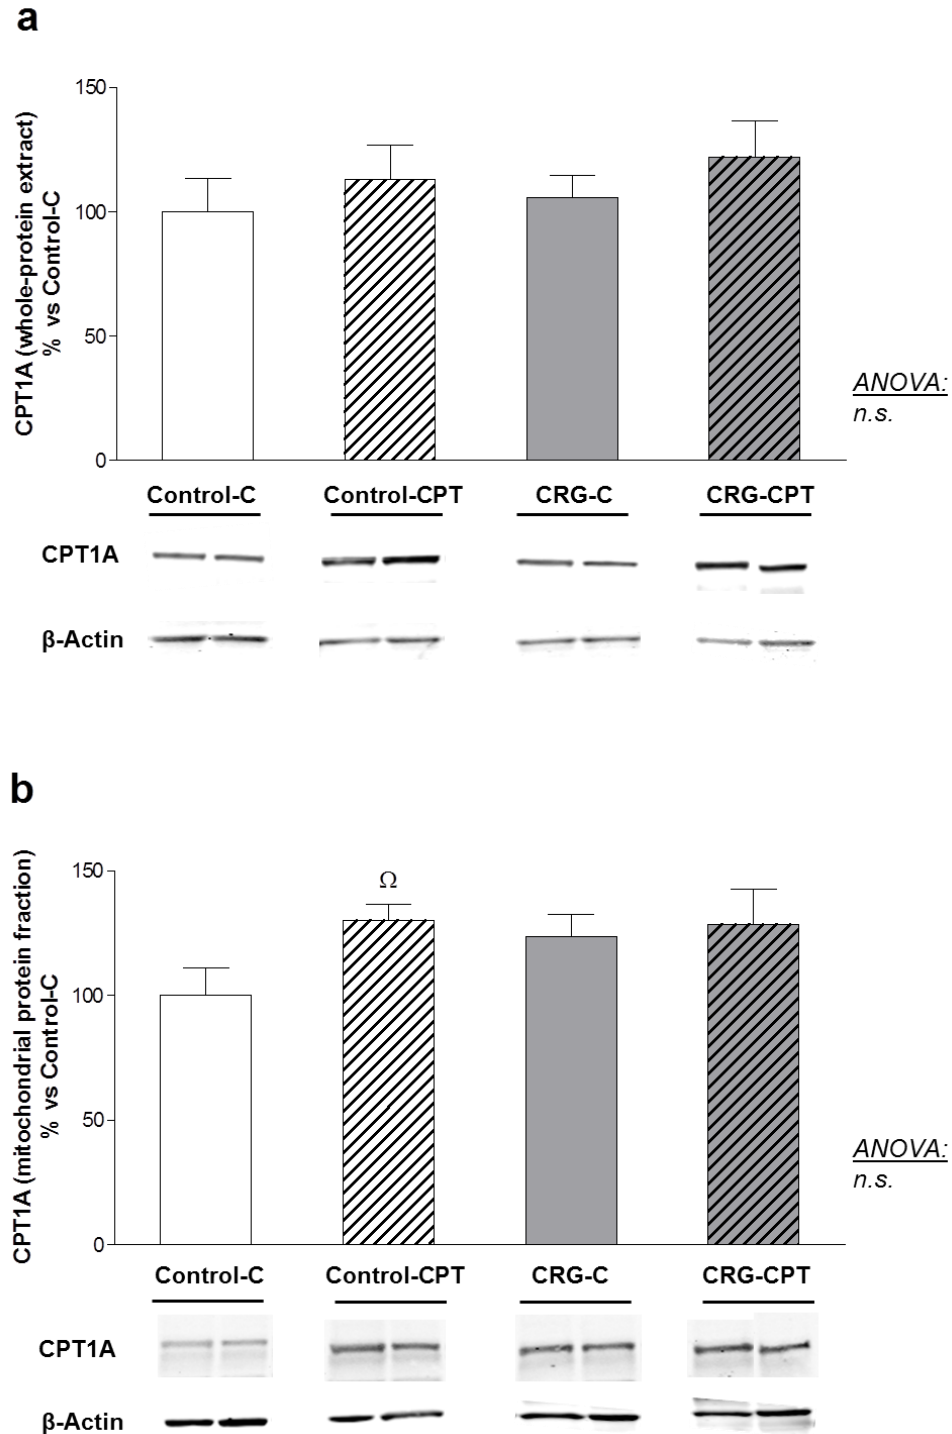 a
CPT1A (whole-protein extract)
% vs Control-C
150
100
50
0
ANOVA:
n.s.
Control-C Control-CPT CRG-C CRG-CPT
CPT1A
β-Actin
b
CPT1A (mitochondrial protein fraction)
% vs Control-C
150
100
50
0
Ω
ANOVA:
n.s.
Control-C Control-CPT CRG-C CRG-CPT
CPT1A
β-Actin